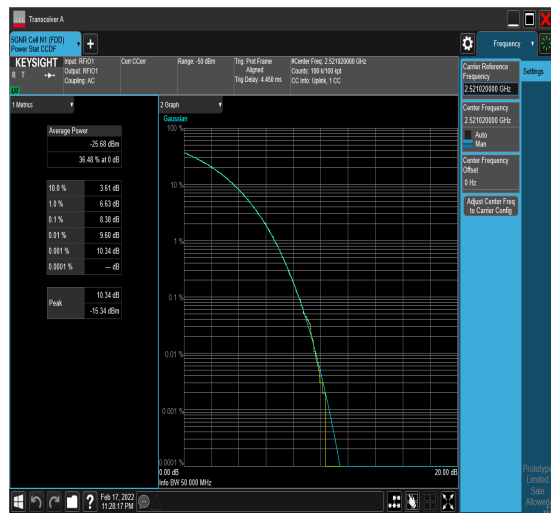 Transceiver A
5GNR Cell N1 (FDD)
Power Stat CCDF
Frequency
KEYSIGHT
R T
Input: RFIO1
Output: RFIO1
Coupling: AC
Corr CCorr
Range: -50 dBm
Trig: Prot Frame
Aligned
Trig Delay: 4.450 ms
#Center Freq: 2.521020000 GHz
Counts: 100 k/100 kpt
CC Info: Uplink, 1 CC
1 Metrics
Average Power
-25.68 dBm
36.48 % at 0 dB
10.0 % 3.61 dB
1.0 % 6.63 dB
0.1 % 8.38 dB
0.01 % 9.60 dB
0.001 % 10.34 dB
0.0001 % --- dB
Peak
10.34 dB
-15.34 dBm
2 Graph
Gaussian
100 %
10 %
1 %
0.1 %
0.01 %
0.001 %
0.0001 %
0.00 dB
20.00 dB
Info BW 50.000 MHz
Carrier Reference
Frequency
2.521020000 GHz
Center Frequency
2.521020000 GHz
Auto
Man
Center Frequency
Offset
0 Hz
Adjust Center Freq
to Carrier Config
Settings
Prototype
Limited
Sale
Allowed
Feb 17, 2022
11:28:17 PM